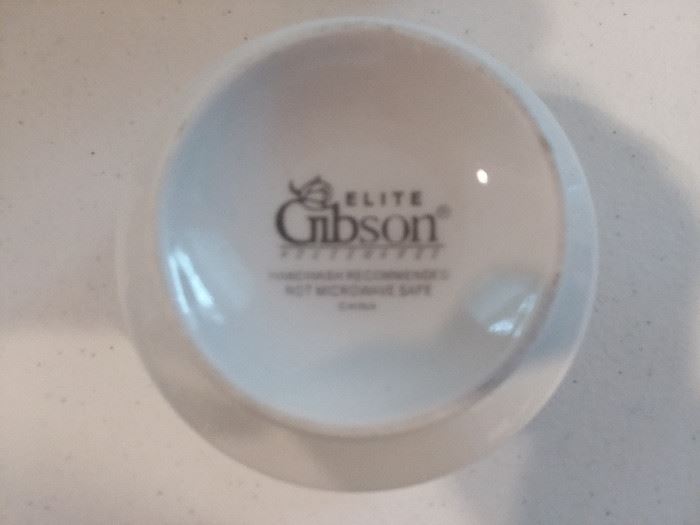 ELITE
Gibson®
HANDWASH RECOMMENDED
NOT MICROWAVE SAFE
CHINA